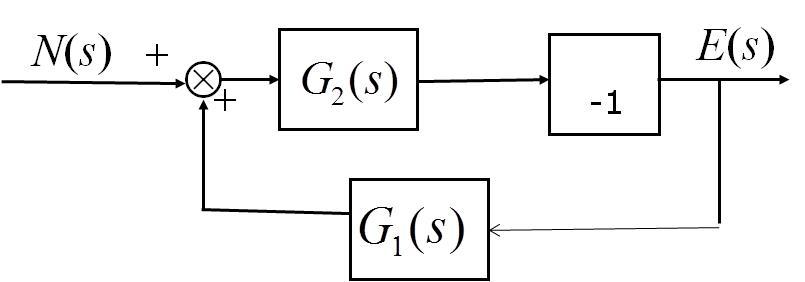 N(s) + E(s)
G₂(s)
-1
+
G₁(s)